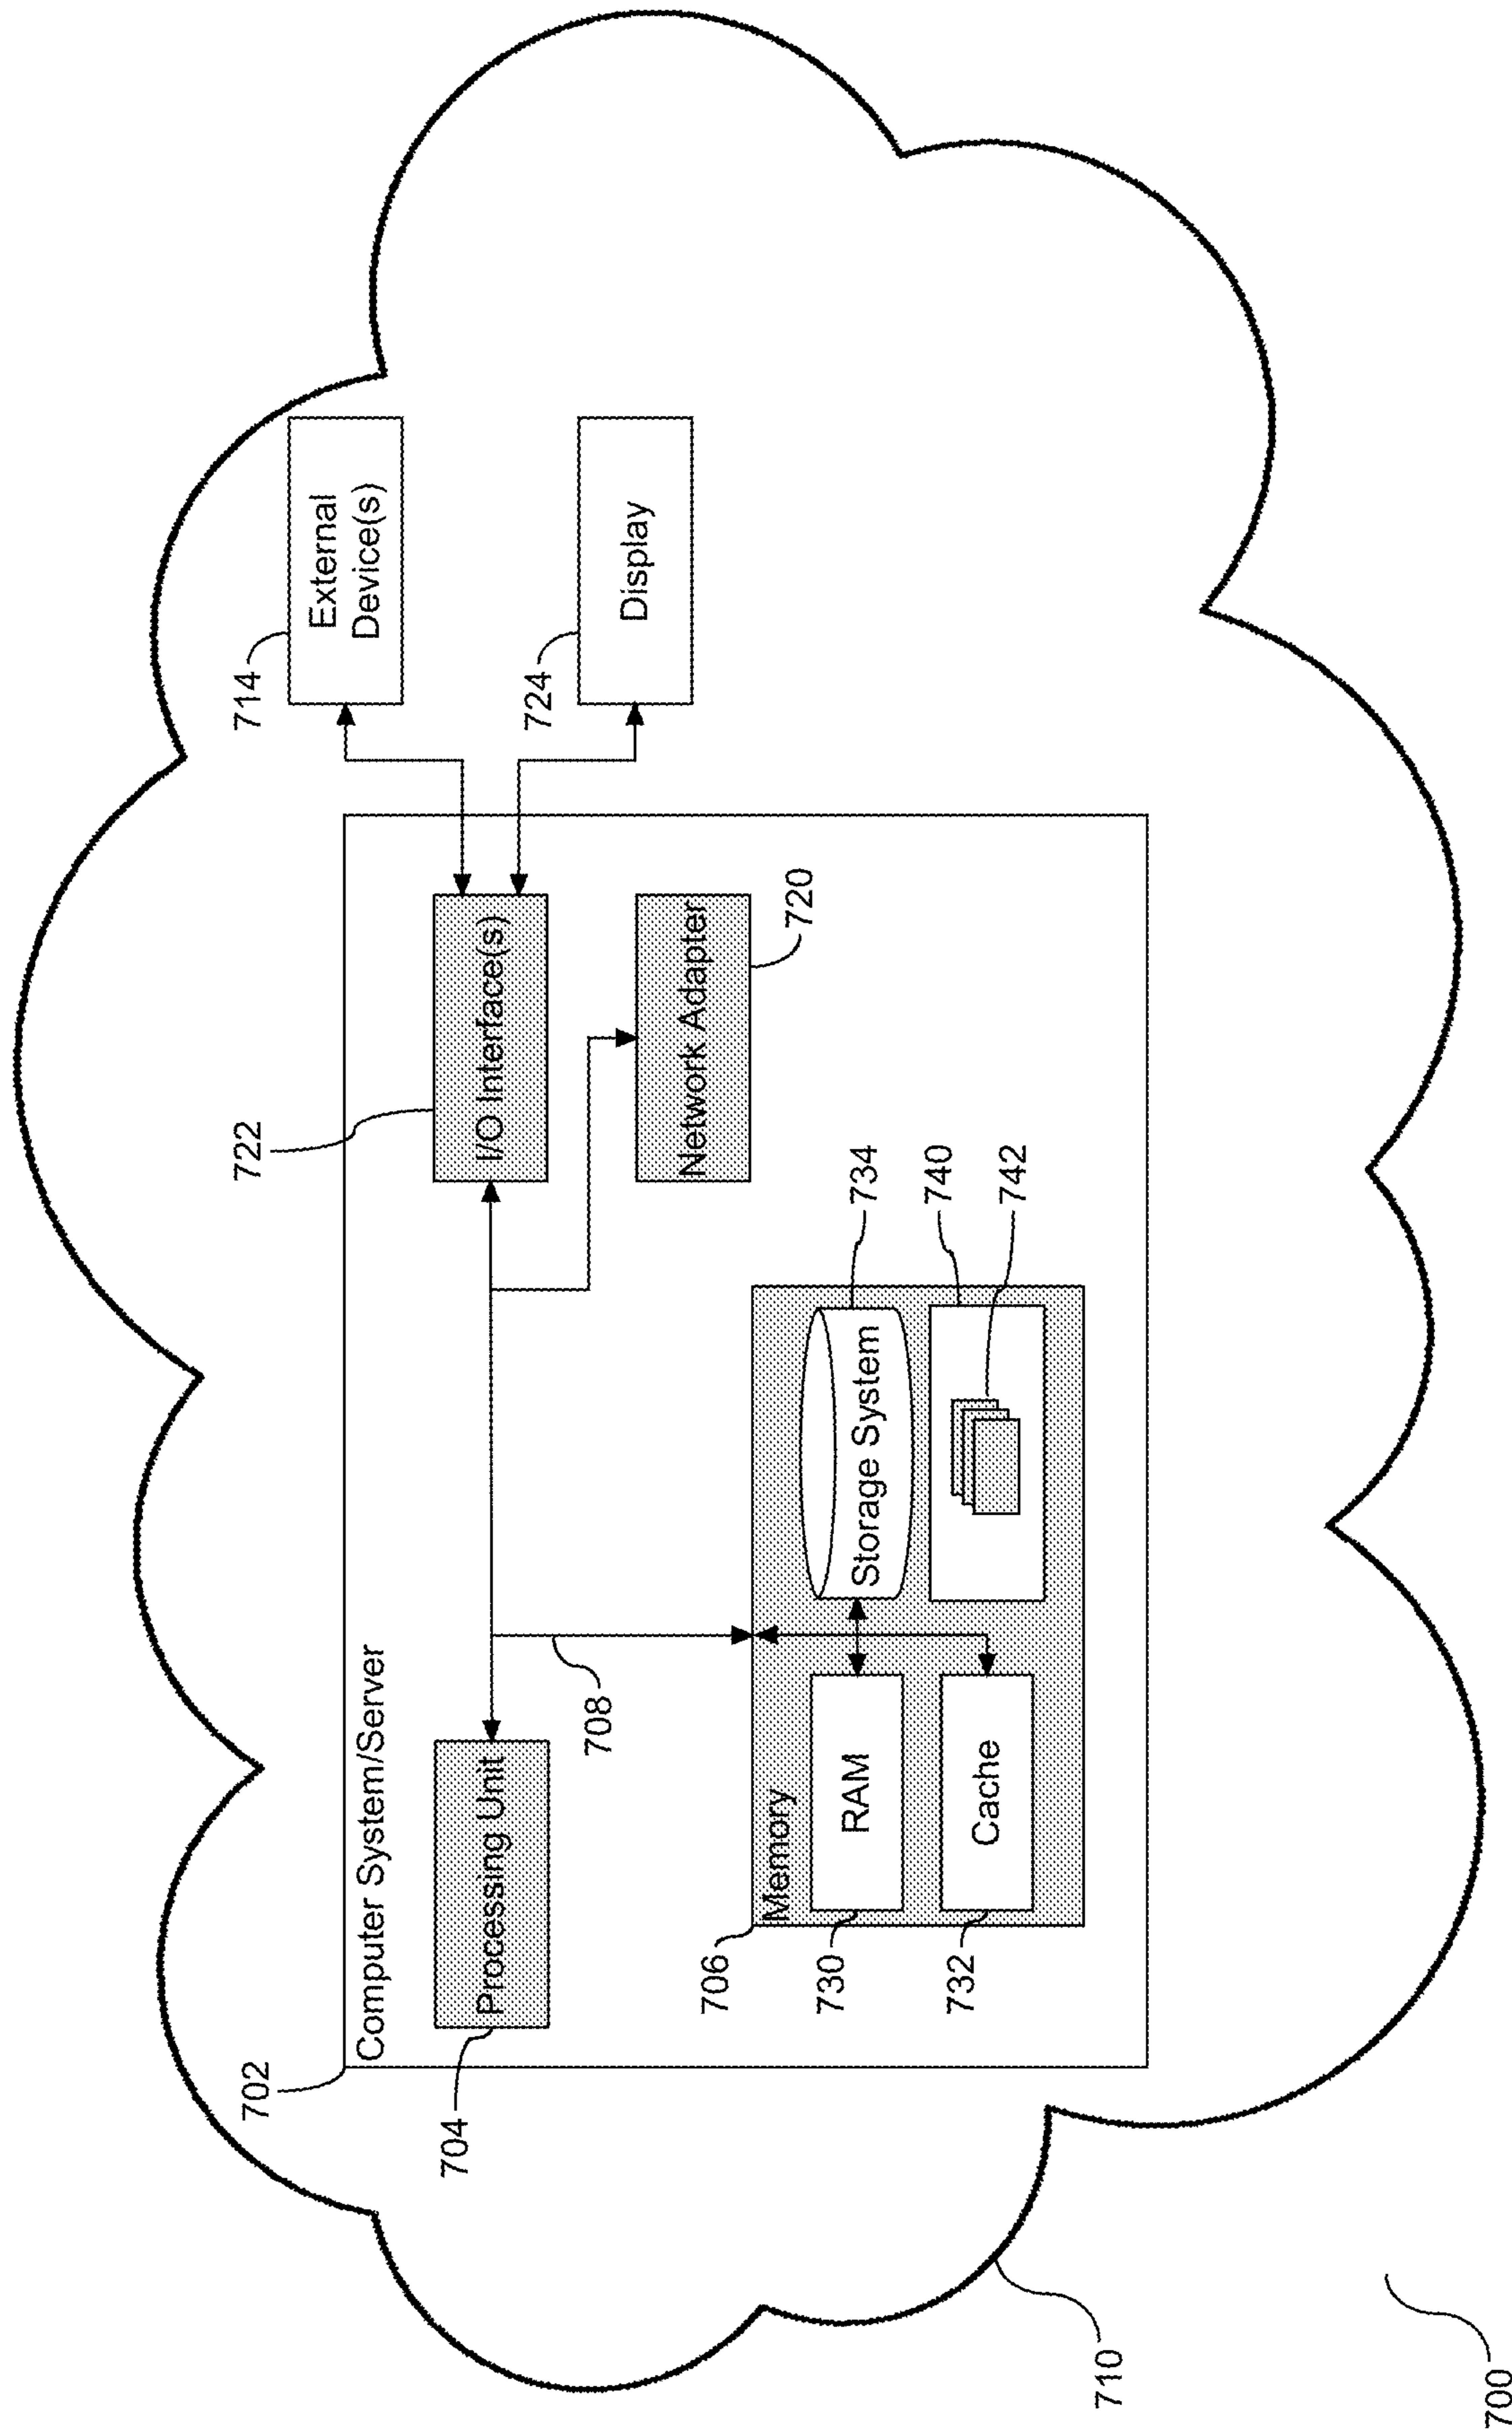 702
Computer System/Server
704
Processing Unit
722
I/O Interface(s)
714
External
Device(s)
708
724
Display
Network Adapter
720
706
Memory
730
RAM
Storage System
734
732
Cache
740
742
710
700